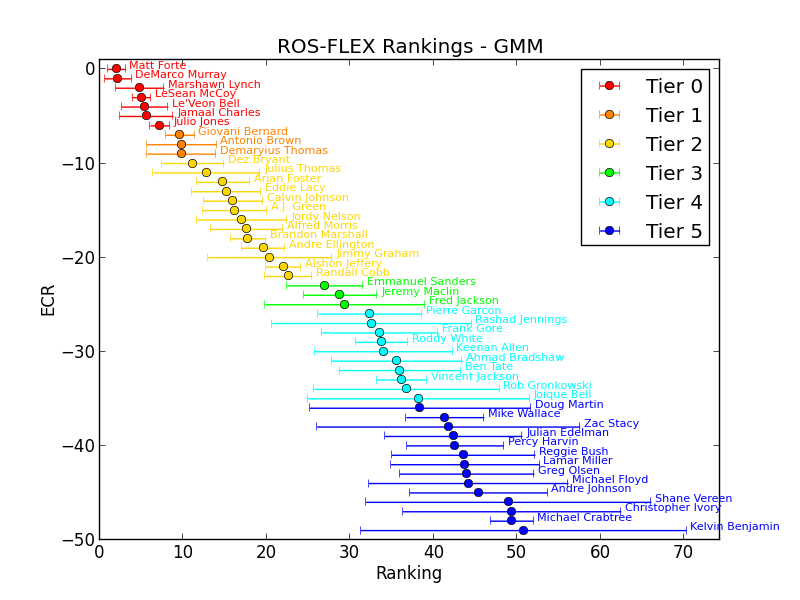 ROS-FLEX Rankings - GMM
0
−10
−20
−30
−40
−50
ECR
Matt Forte
DeMarco Murray
Marshawn Lynch
LeSean McCoy
Le'Veon Bell
Jamaal Charles
Julio Jones
Giovani Bernard
Antonio Brown
Demaryius Thomas
Dez Bryant
Julius Thomas
Arian Foster
Eddie Lacy
Calvin Johnson
A.J. Green
Jordy Nelson
Alfred Morris
Brandon Marshall
Andre Ellington
Jimmy Graham
Alshon Jeffery
Randall Cobb
Emmanuel Sanders
Jeremy Maclin
Fred Jackson
Pierre Garcon
Rashad Jennings
Frank Gore
Roddy White
Keenan Allen
Ahmad Bradshaw
Ben Tate
Vincent Jackson
Rob Gronkowski
Joique Bell
Doug Martin
Mike Wallace
Zac Stacy
Julian Edelman
Percy Harvin
Reggie Bush
Lamar Miller
Greg Olsen
Michael Floyd
Andre Johnson
Shane Vereen
Christopher Ivory
Michael Crabtree
Kelvin Benjamin
Tier 0
Tier 1
Tier 2
Tier 3
Tier 4
Tier 5
0 10 20 30 40 50 60 70
Ranking